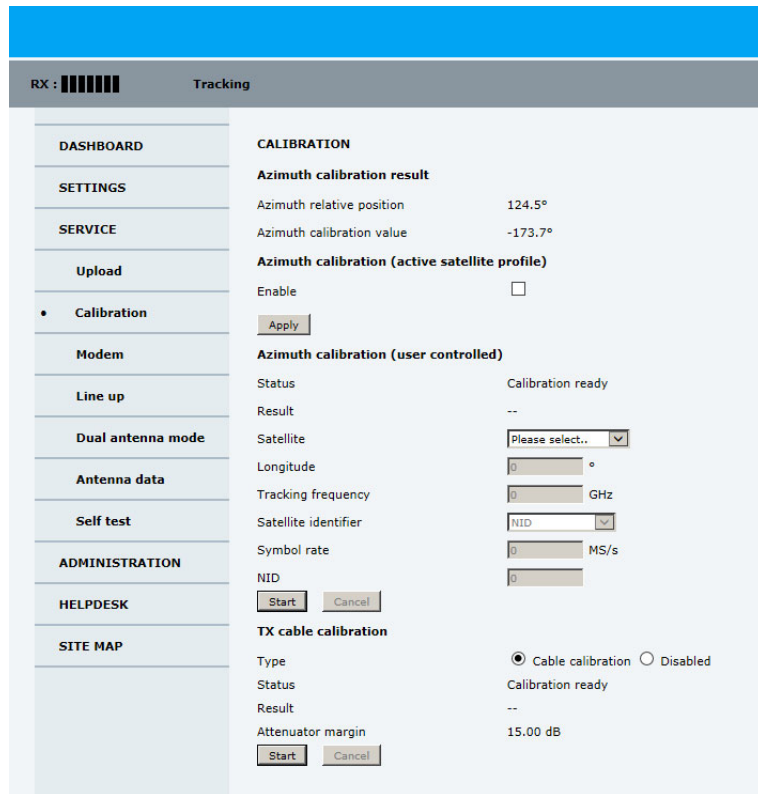 RX : Tracking
DASHBOARD
SETTINGS
SERVICE
Upload
• Calibration
Modem
Line up
Dual antenna mode
Antenna data
Self test
ADMINISTRATION
HELPDESK
SITE MAP
CALIBRATION
Azimuth calibration result
Azimuth relative position 124.5°
Azimuth calibration value -173.7°
Azimuth calibration (active satellite profile)
Enable
Apply
Azimuth calibration (user controlled)
Status Calibration ready
Result --
Satellite Please select..
Longitude 0 °
Tracking frequency 0 GHz
Satellite identifier NID
Symbol rate 0 MS/s
NID 0
Start Cancel
TX cable calibration
Type Cable calibration Disabled
Status Calibration ready
Result --
Attenuator margin 15.00 dB
Start Cancel